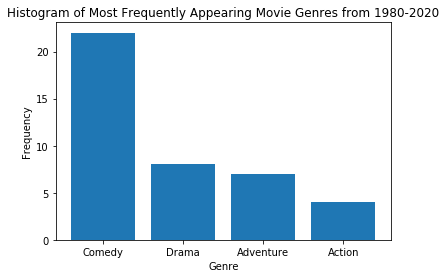 Histogram of Most Frequently Appearing Movie Genres from 1980-2020
Frequency
20
15
10
5
0
Comedy Drama Adventure Action
Genre